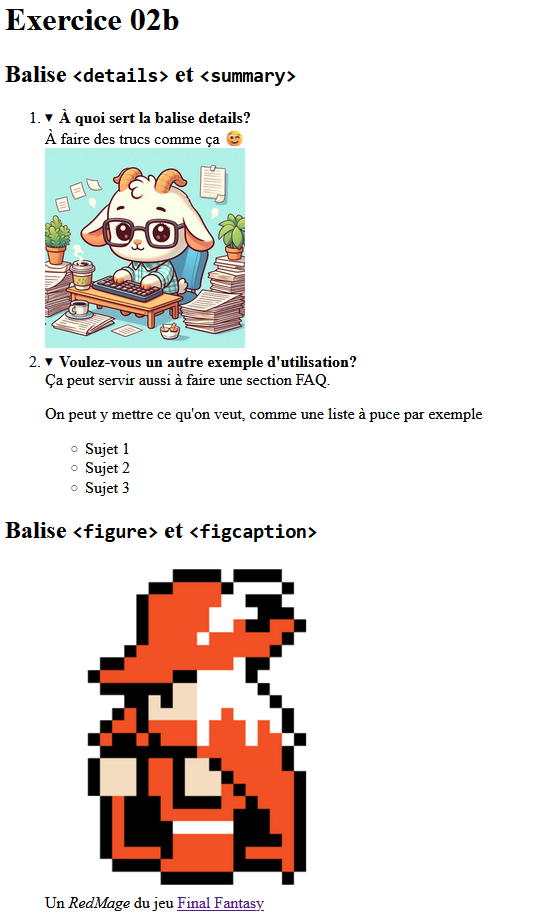 Exercice 02b
Balise <details> et <summary>
1. ▼ À quoi sert la balise details?
À faire des trucs comme ça 😉
2. ▼ Voulez-vous un autre exemple d'utilisation?
Ça peut servir aussi à faire une section FAQ.
On peut y mettre ce qu'on veut, comme une liste à puce par exemple
○ Sujet 1
○ Sujet 2
○ Sujet 3
Balise <figure> et <figcaption>
Un RedMage du jeu Final Fantasy